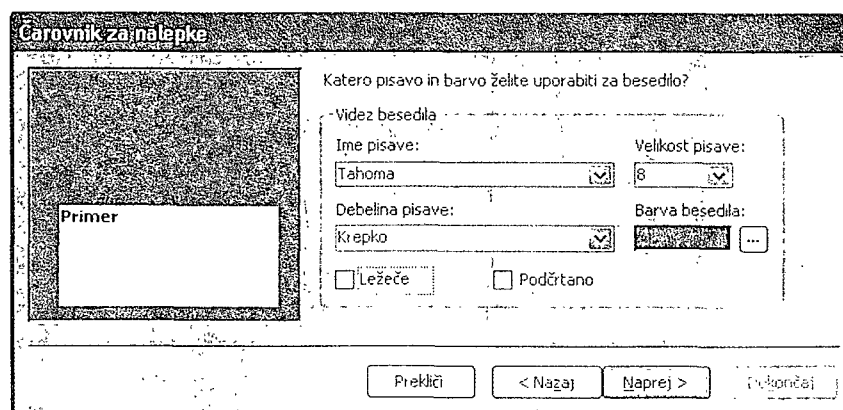 Čarovnik za nalepke
Katero pisavo in barvo želite uporabiti za besedilo?
Videz besedila
Ime pisave:
Velikost pisave:
Tahoma
8
Primer
Debelina pisave:
Barva besedila:
Krepko
...
Ležeče
Podčrtano
Prekliči
< Nazaj
Naprej >
Dokončaj